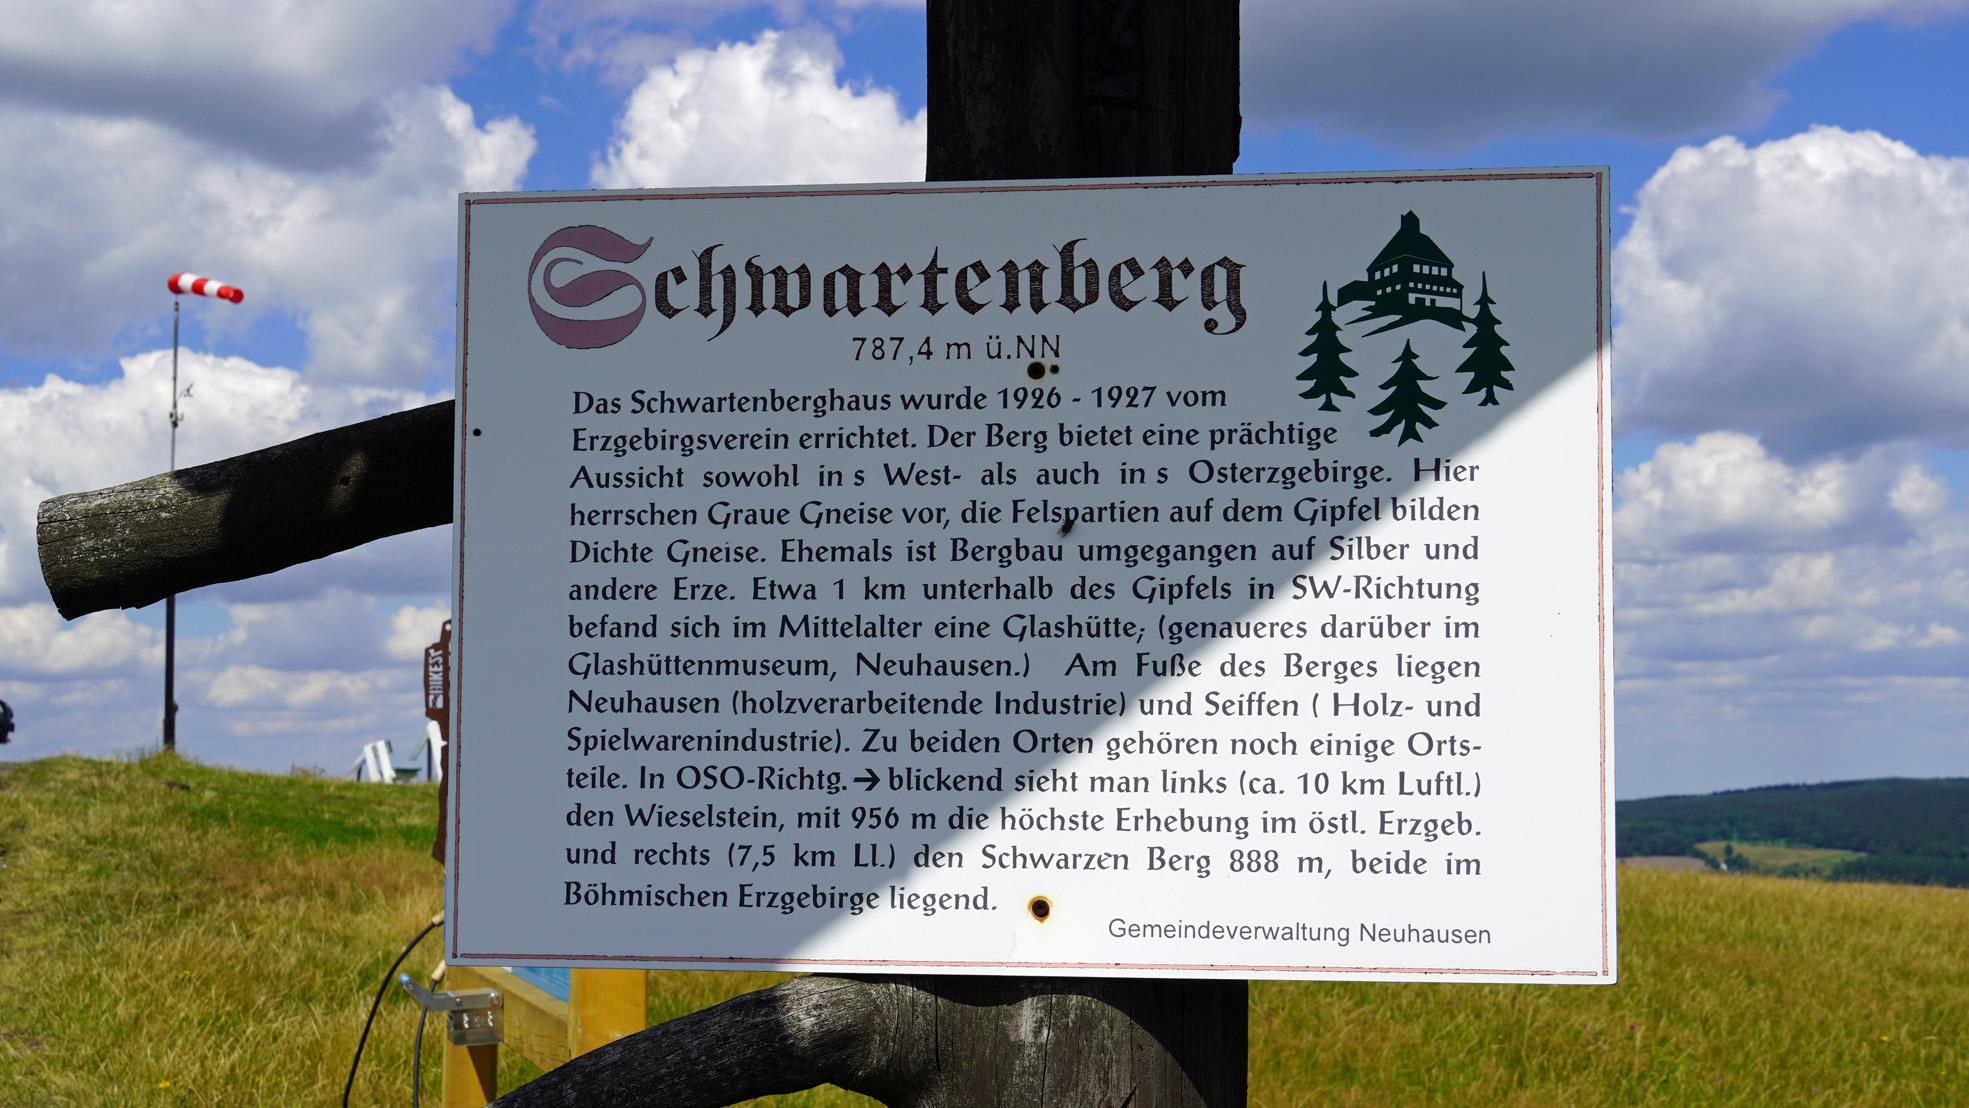 Schwartenberg
787,4 m ü.NN
Das Schwartenberghaus wurde 1926 - 1927 vom
Erzgebirgsverein errichtet. Der Berg bietet eine prächtige
Aussicht sowohl in s West- als auch in s Osterzgebirge. Hier
herrschen Graue Gneise vor, die Felspartien auf dem Gipfel bilden
Dichte Gneise. Ehemals ist Bergbau umgegangen auf Silber und
andere Erze. Etwa 1 km unterhalb des Gipfels in SW-Richtung
befand sich im Mittelalter eine Glashütte; (genaueres darüber im
Glashüttenmuseum, Neuhausen.) Am Fuße des Berges liegen
Neuhausen (holzverarbeitende Industrie) und Seiffen ( Holz- und
Spielwarenindustrie). Zu beiden Orten gehören noch einige Orts-
teile. In OSO-Richtg.→ blickend sieht man links (ca. 10 km Luftl.)
den Wieselstein, mit 956 m die höchste Erhebung im östl. Erzgeb.
und rechts (7,5 km Ll.) den Schwarzen Berg 888 m, beide im
Böhmischen Erzgebirge liegend.
Gemeindeverwaltung Neuhausen